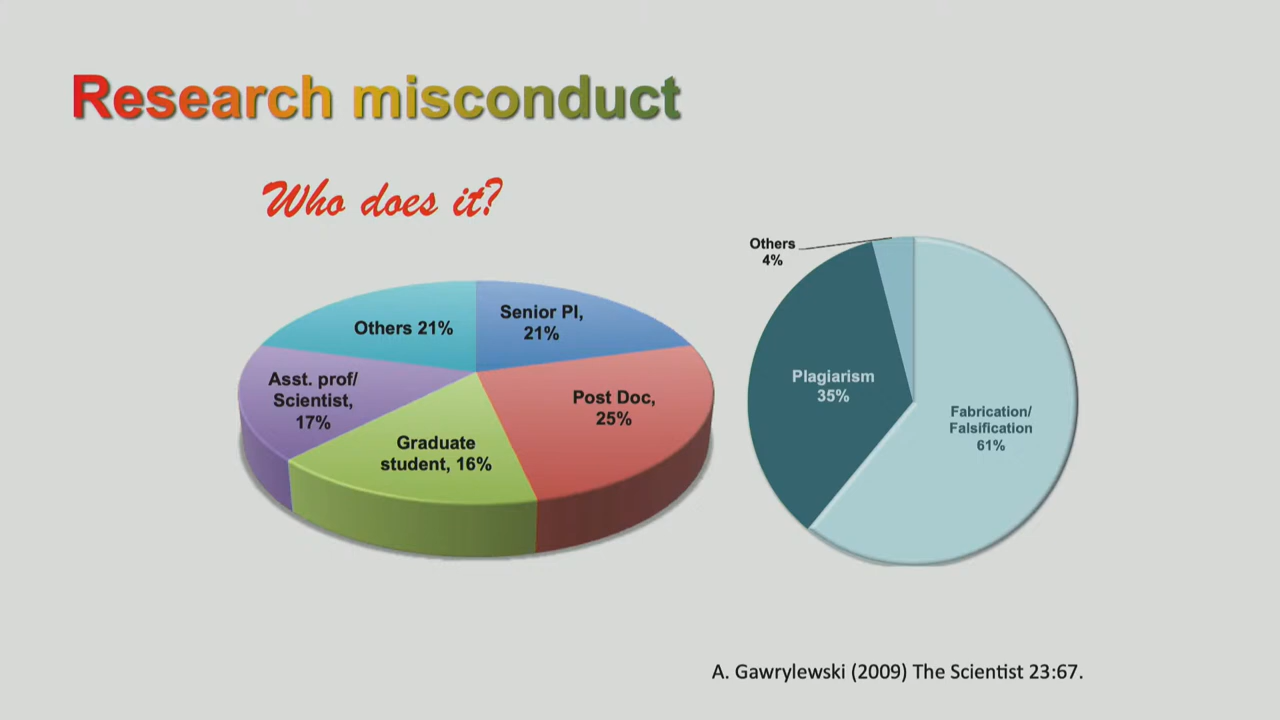 Research misconduct
Who does it?
Others 21%
Senior PI,
21%
Post Doc,
25%
Graduate
student, 16%
Asst. prof/
Scientist,
17%
Others
4%
Plagiarism
35%
Fabrication/
Falsification
61%
A. Gawrylewski (2009) The Scientist 23:67.